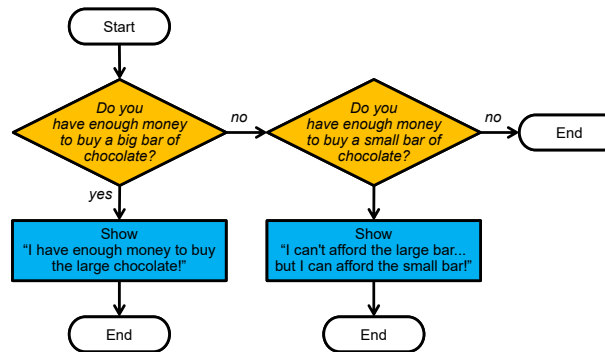 Start
Do you
have enough money
to buy a big bar of
chocolate?
no
Do you
have enough money
to buy a small bar of
chocolate?
no
End
yes
Show
“I have enough money to buy
the large chocolate!”
Show
“I can't afford the large bar...
but I can afford the small bar!”
End
End